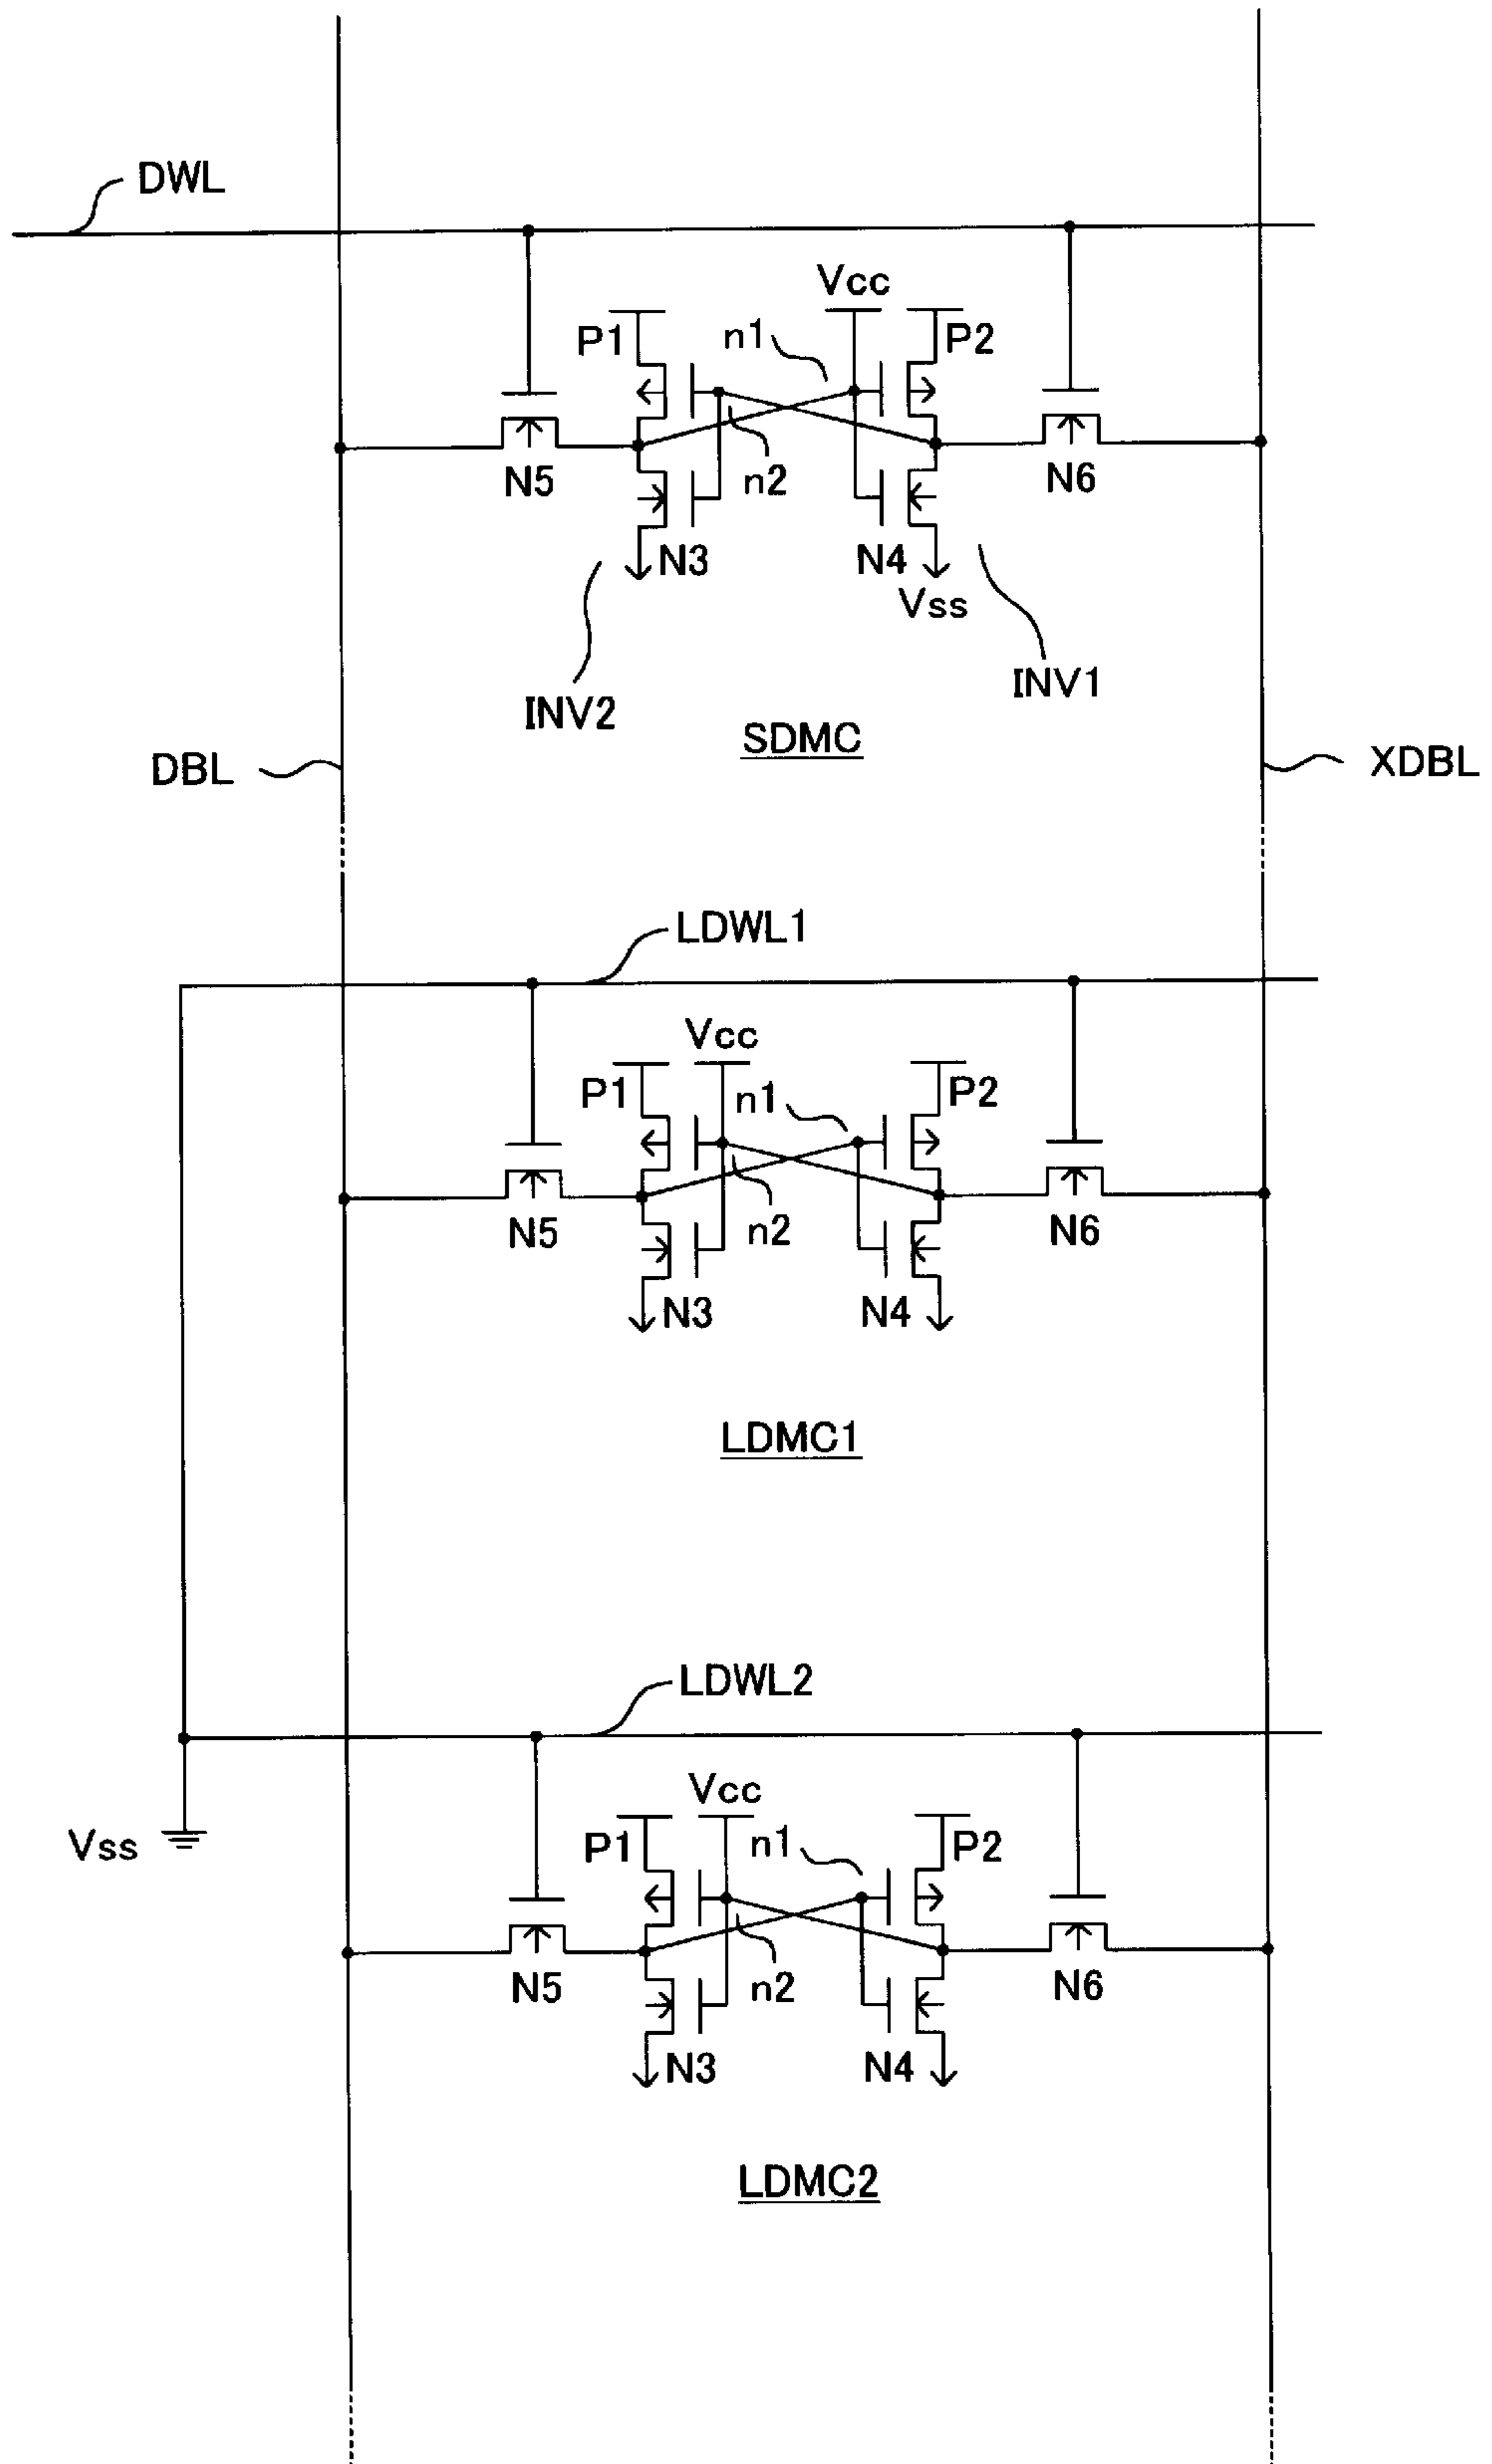 DWL
Vcc
P1
n1
P2
N5
n2
N6
N3
N4
Vss
INV2
INV1
SDMC
DBL
XDBL
LDWL1
Vcc
P1
n1
P2
N5
n2
N6
N3
N4
LDMC1
LDWL2
Vcc
Vss
P1
n1
P2
N5
n2
N6
N3
N4
LDMC2